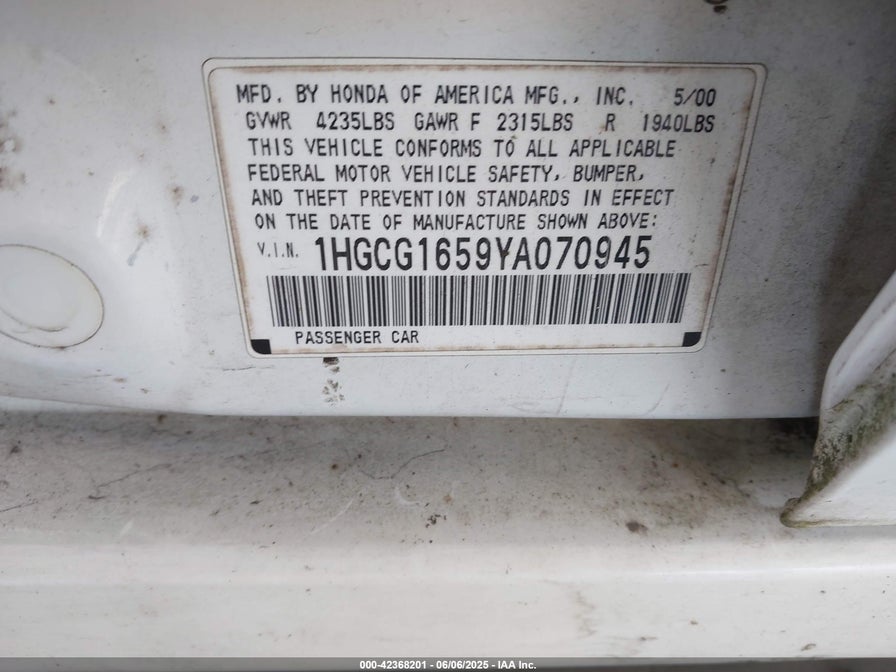 MFD. BY HONDA OF AMERICA MFG., INC. 5/00
GVWR 4235LBS GAWR F 2315LBS R 1940LBS
THIS VEHICLE CONFORMS TO ALL APPLICABLE
FEDERAL MOTOR VEHICLE SAFETY, BUMPER,
AND THEFT PREVENTION STANDARDS IN EFFECT
ON THE DATE OF MANUFACTURE SHOWN ABOVE:
V.I.N. 1HGCG1659YA070945
PASSENGER CAR
000-42368201 - 06/06/2025 - IAA Inc.